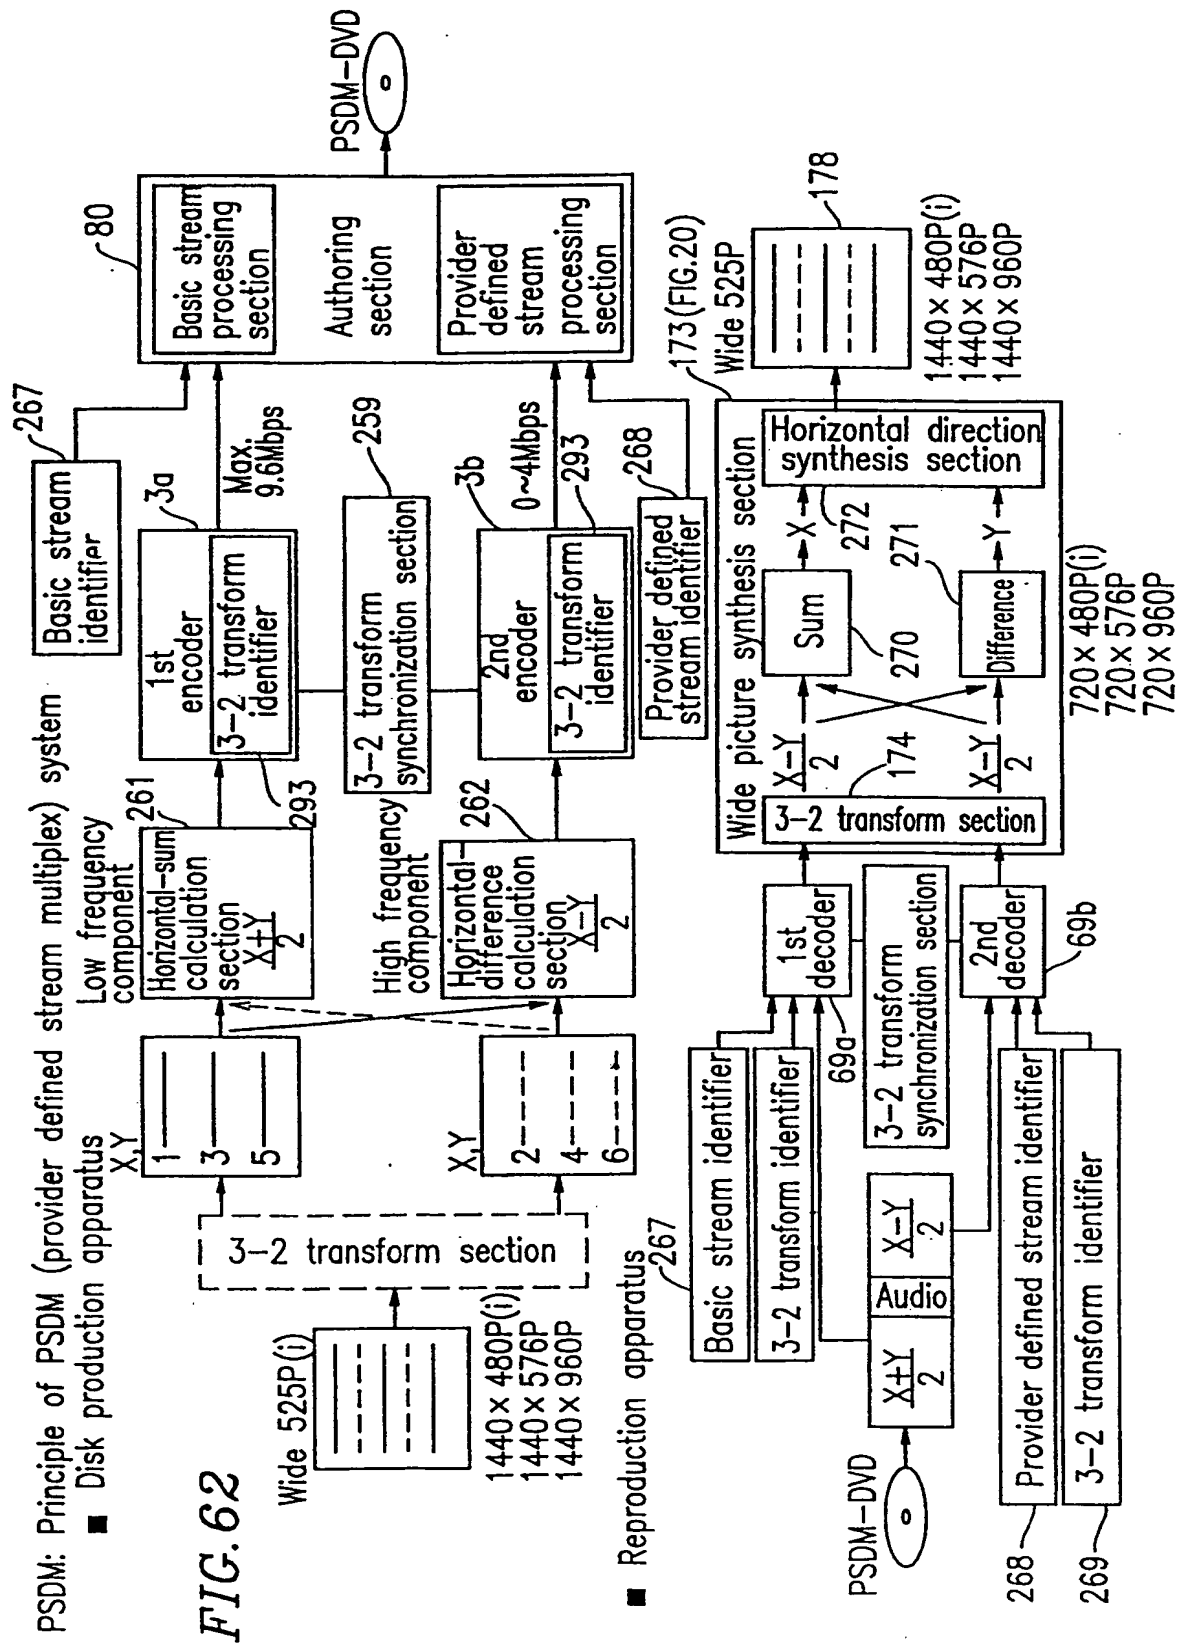 PSDM: Principle of PSDM (provider defined stream multiplex) system
■ Disk production apparatus
FIG.62
Wide 525P(i)
1440×480P(i)
1440×576P
1440×960P
3-2 transform section
X,Y
1
3
5
X,Y
2
4
6
Low frequency
component
261
Horizontal-sum
calculation
section
X+Y
2
High frequency
component
262
Horizontal-
difference
calculation
section
X-Y
2
293
1st
encoder
3-2 transform
identifier
3a
3-2 transform
synchronization section
259
2nd
encoder
3-2 transform
identifier
3b
293
Basic stream
identifier
267
Max.
9.6Mbps
0~4Mbps
Provider defined
stream identifier
268
80
Basic stream
processing
section
Authoring
section
Provider
defined
stream
processing
section
PSDM-DVD
■ Reproduction apparatus
PSDM-DVD
X+Y
2
Audio
X-Y
2
267
Basic stream identifier
3-2 transform identifier
268
Provider defined stream identifier
269
3-2 transform identifier
1st
decoder
69a
3-2 transform
synchronization section
2nd
decoder
69b
173(FIG.20)
Wide picture synthesis section
3-2 transform section
174
X-Y
2
X-Y
2
Sum
270
Difference
271
X
Y
272
Horizontal direction
synthesis section
720×480P(i)
720×576P
720×960P
Wide 525P
178
1440×480P(i)
1440×576P
1440×960P